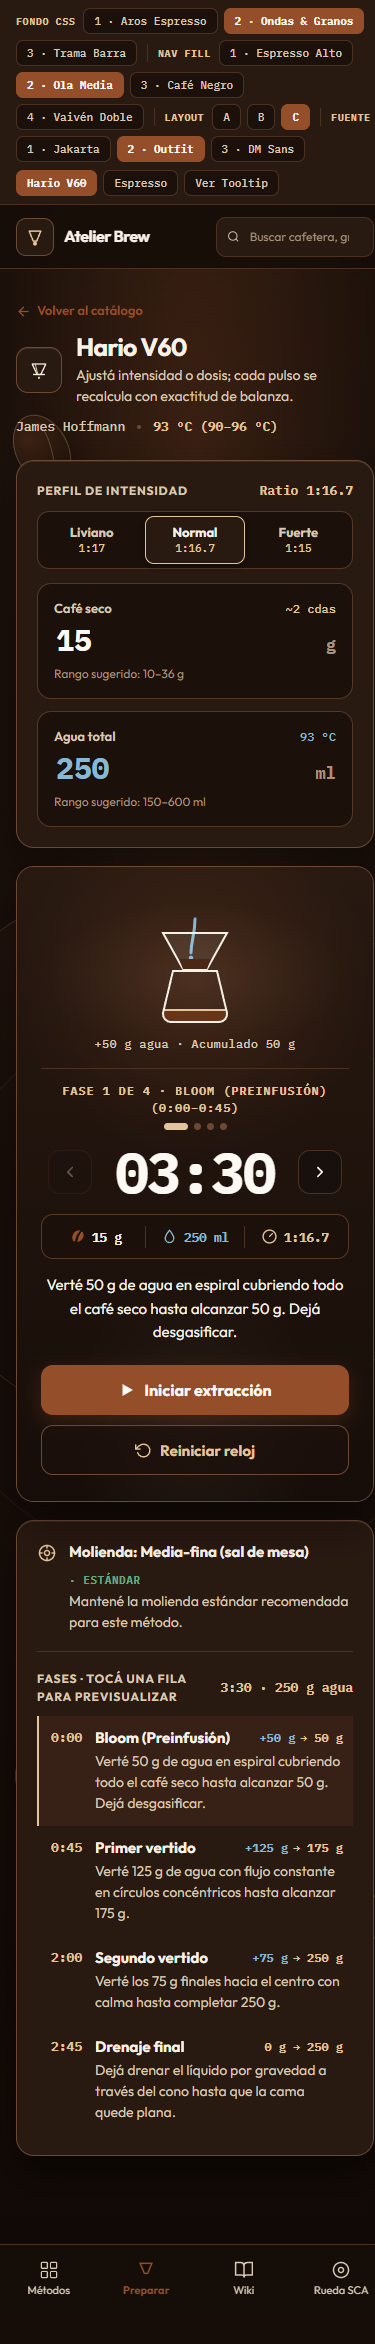 FONDO CSS 1 · Aros Espresso 2 · Ondas & Granos
3 · Trama Barra NAV FILL 1 · Espresso Alto
2 · Ola Media 3 · Café Negro
4 · Vaivén Doble LAYOUT A B C FUENTE
1 · Jakarta 2 · Outfit 3 · DM Sans
Hario V60 Espresso Ver Tooltip
Atelier Brew Buscar cafetera,
← Volver al catálogo
Hario V60
Ajustá intensidad o dosis; cada pulso se
recalcula con exactitud de balanza.
James Hoffmann • 93 °C (90–96 °C)
PERFIL DE INTENSIDAD Ratio 1:16.7
Liviano Normal Fuerte
1:17 1:16.7 1:15
Café seco ~2 cdas
15 g
Rango sugerido: 10–36 g
Agua total 93 °C
250 ml
Rango sugerido: 150–600 ml
+50 g agua · Acumulado 50 g
FASE 1 DE 4 · BLOOM (PREINFUSIÓN)
(0:00–0:45)
03:30
15 g 250 ml 1:16.7
Verté 50 g de agua en espiral cubriendo todo
el café seco hasta alcanzar 50 g. Dejá
desgasificar.
Iniciar extracción
Reiniciar reloj
Molienda: Media-fina (sal de mesa)
· ESTÁNDAR
Mantené la molienda estándar recomendada
para este método.
FASES · TOCÁ UNA FILA
PARA PREVISUALIZAR 3:30 · 250 g agua
0:00 Bloom (Preinfusión) +50 g → 50 g
Verté 50 g de agua en espiral cubriendo
todo el café seco hasta alcanzar 50 g.
Dejá desgasificar.
0:45 Primer vertido +125 g → 175 g
Verté 125 g de agua con flujo constante
en círculos concéntricos hasta alcanzar
175 g.
2:00 Segundo vertido +75 g → 250 g
Verté los 75 g finales hacia el centro con
calma hasta completar 250 g.
2:45 Drenaje final 0 g → 250 g
Dejá drenar el líquido por gravedad a
través del cono hasta que la cama
quede plana.
Métodos Preparar Wiki Rueda SCA